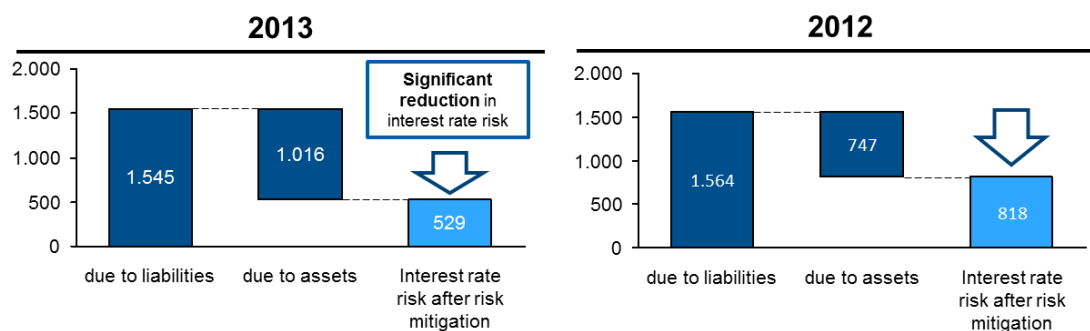 2013
2.000
1.500
1.000
500
0
1.545
1.016
529
Significant
reduction in
interest rate risk
due to liabilities
due to assets
Interest rate
risk after risk
mitigation
2012
2.000
1.500
1.000
500
0
1.564
747
818
due to liabilities
due to assets
Interest rate
risk after risk
mitigation